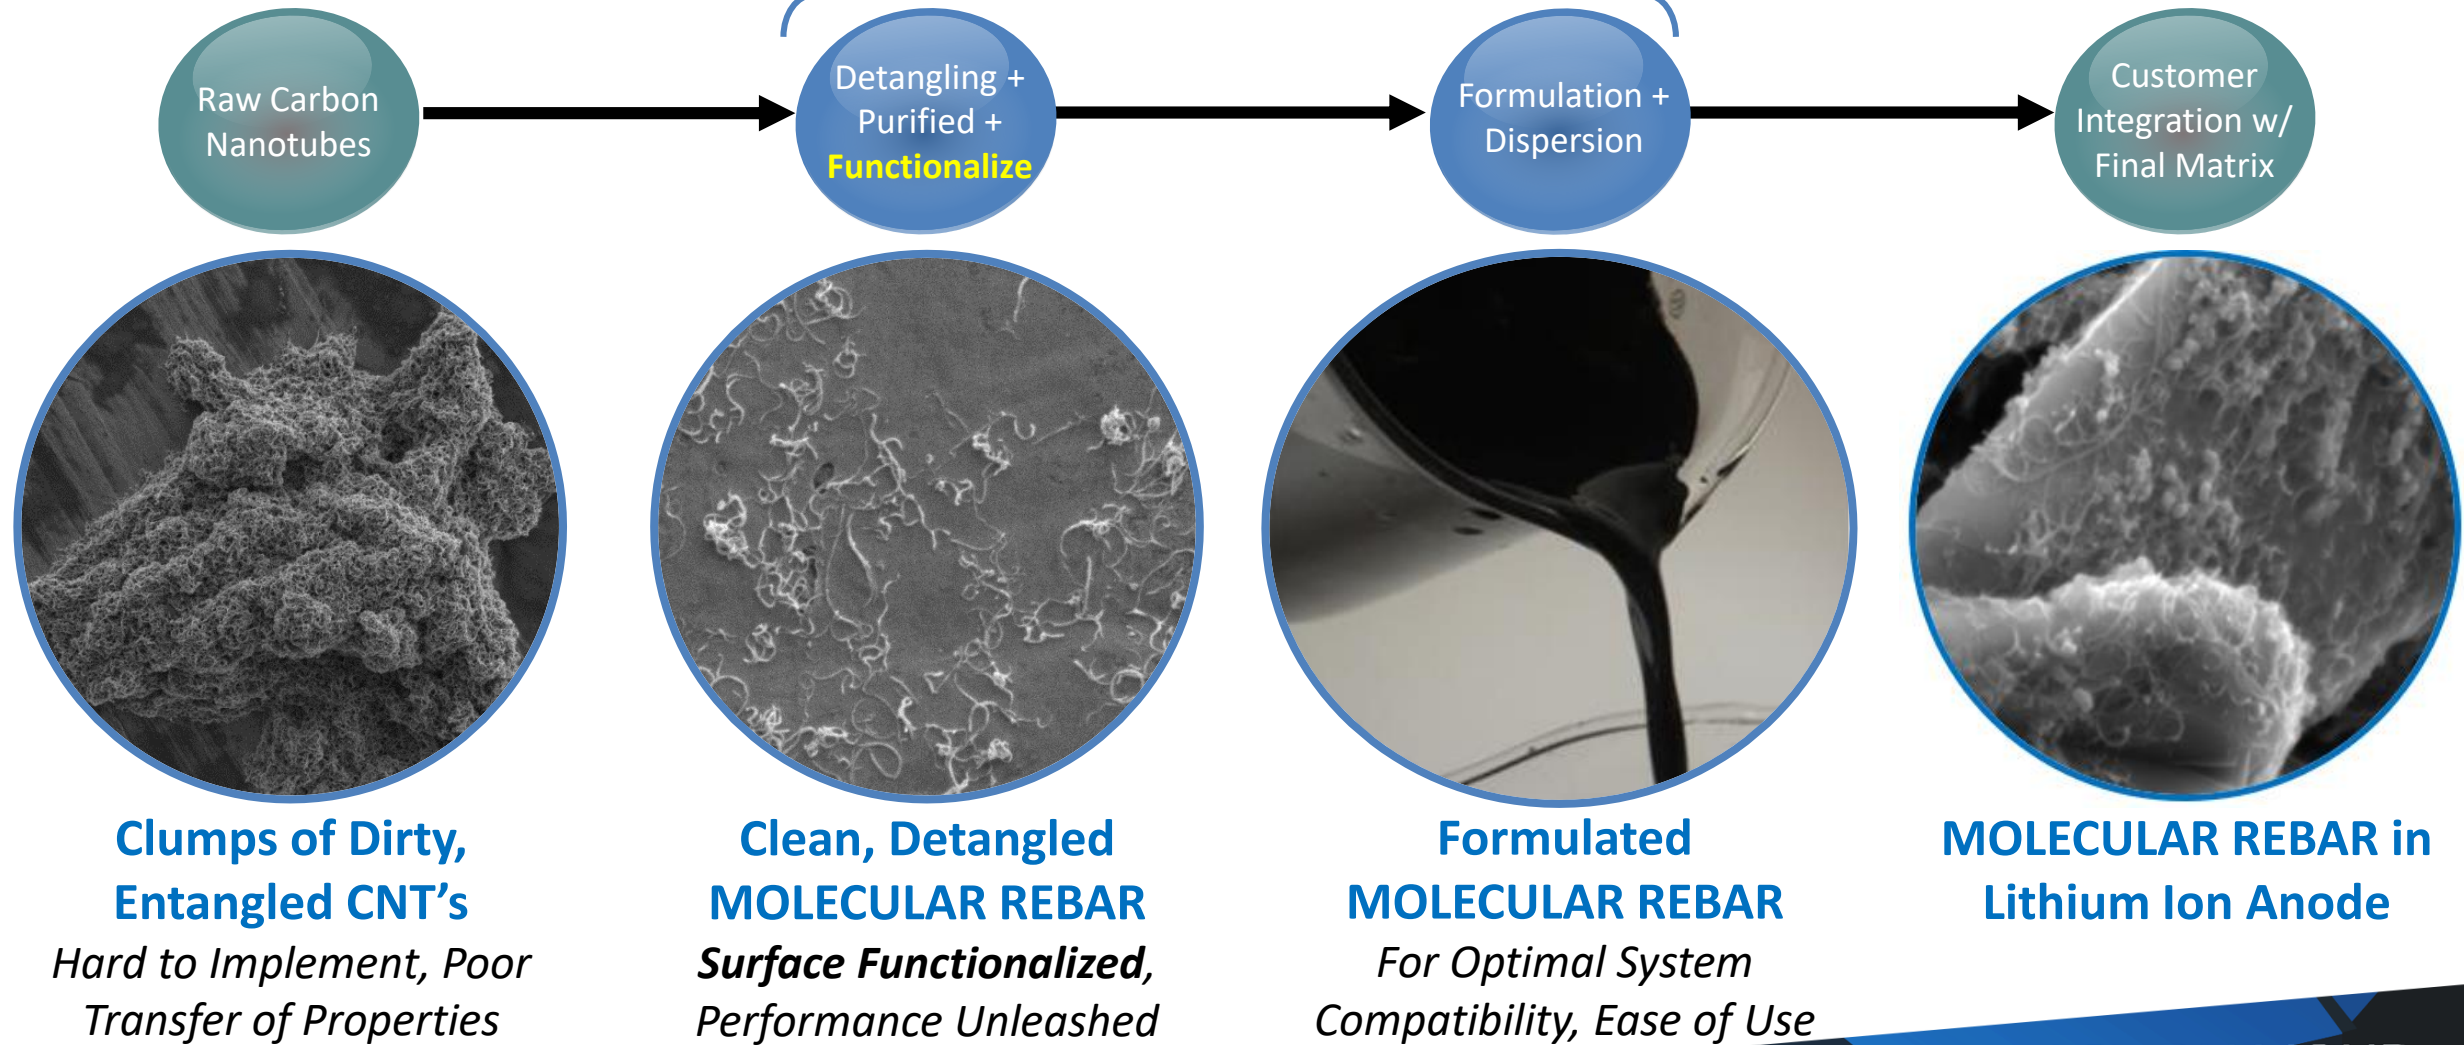 Raw Carbon
Nanotubes
Detangling +
Purified +
Functionalize
Formulation +
Dispersion
Customer
Integration w/
Final Matrix
Clumps of Dirty,
Entangled CNT’s
Hard to Implement, Poor
Transfer of Properties
Clean, Detangled
MOLECULAR REBAR
Surface Functionalized,
Performance Unleashed
Formulated
MOLECULAR REBAR
For Optimal System
Compatibility, Ease of Use
MOLECULAR REBAR in
Lithium Ion Anode